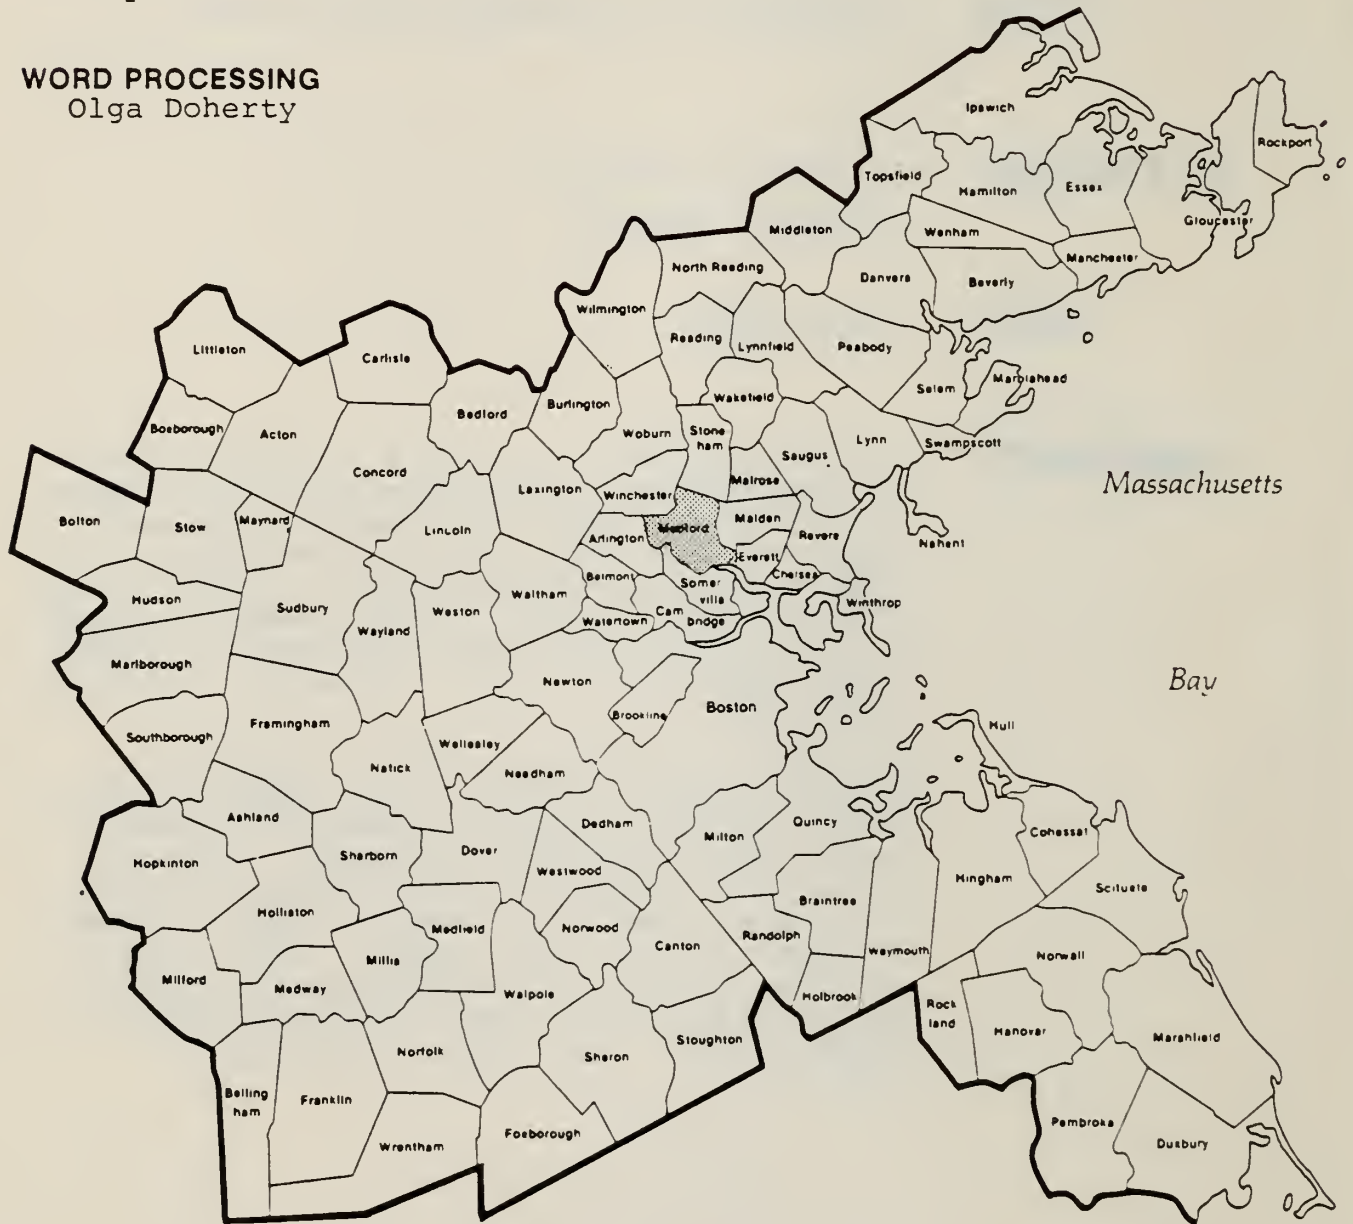 WORD PROCESSING
Olga Doherty
Ipswich
Rockport
Topsfield
Hamilton
Essex
Gloucester
Middleton
Wenham
Manchester
North Reading
Danvers
Beverly
Wilmington
Reading
Lynnfield
Peabody
Littleton
Carlisle
Salem
Marblehead
Wakefield
Burlington
Bedford
Boxborough
Acton
Woburn
Stone
ham
Lynn
Swampscott
Saugus
Concord
Melrose
Massachusetts
Lexington
Winchester
Bolton
Stow
Maynard
Lincoln
Medford
Malden
Revere
Nahant
Arlington
Everett
Chelsea
Belmont
Somer
ville
Hudson
Sudbury
Weston
Waltham
Winthrop
Cam
bridge
Watertown
Wayland
Marlborough
Newton
Bay
Brookline
Boston
Framingham
Southborough
Hull
Wellesley
Natick
Needham
Ashland
Dedham
Milton
Quincy
Cohasset
Hopkinton
Sherborn
Dover
Westwood
Hingham
Scituate
Braintree
Holliston
Medfield
Norwood
Randolph
Canton
Weymouth
Norwell
Millis
Milford
Medway
Walpole
Holbrook
Rock
land
Hanover
Marshfield
Norfolk
Sharon
Stoughton
Belling
ham
Franklin
Pembroke
Foxborough
Duxbury
Wrentham